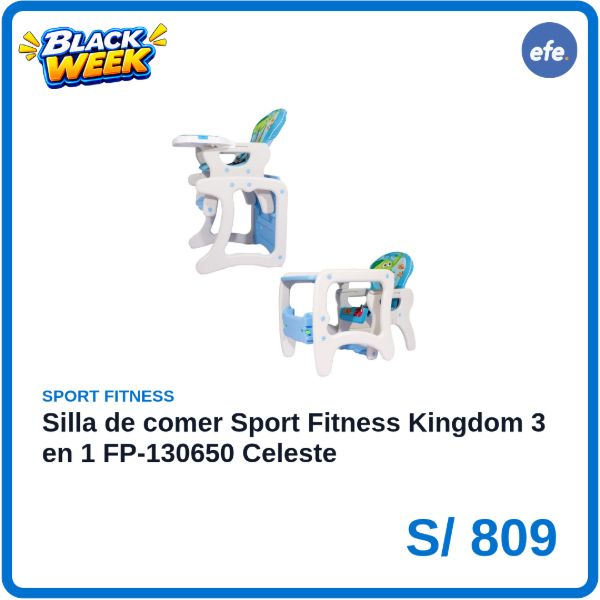 BLACK
WEEK
efe.
SPORT FITNESS
Silla de comer Sport Fitness Kingdom 3
en 1 FP-130650 Celeste
S/ 809